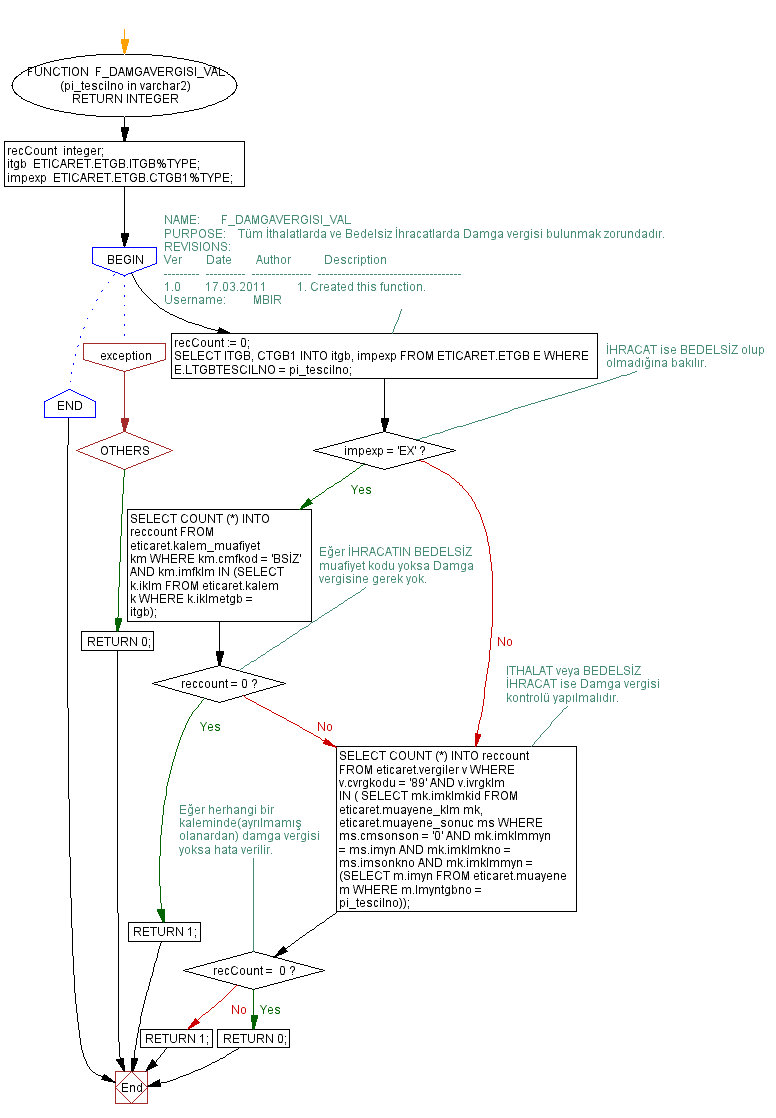 FUNCTION F_DAMGAVERGISI_VAL
(pi_tescilno in varchar2)
RETURN INTEGER
recCount integer;
itgb ETICARET.ETGB.ITGB%TYPE;
impexp ETICARET.ETGB.CTGB1%TYPE;
NAME: F_DAMGAVERGISI_VAL
PURPOSE: Tüm İthalatlarda ve Bedelsiz İhracatlarda Damga vergisi bulunmak zorundadır.
REVISIONS:
Ver Date Author Description
--------- ---------- --------------- ------------------------------------
1.0 17.03.2011 1. Created this function.
Username: MBIR
BEGIN
exception
END
OTHERS
RETURN 0;
recCount := 0;
SELECT ITGB, CTGB1 INTO itgb, impexp FROM ETICARET.ETGB E WHERE
E.LTGBTESCILNO = pi_tescilno;
İHRACAT ise BEDELSİZ olup
olmadığına bakılır.
impexp = 'EX' ?
Yes
No
SELECT COUNT (*) INTO
reccount FROM
eticaret.kalem_muafiyet
km WHERE km.cmfkod = 'BSİZ'
AND km.imfklm IN (SELECT
k.iklm FROM eticaret.kalem
k WHERE k.iklmetgb =
itgb);
Eğer İHRACATIN BEDELSİZ
muafiyet kodu yoksa Damga
vergisine gerek yok.
reccount = 0 ?
Yes
No
ITHALAT veya BEDELSİZ
İHRACAT ise Damga vergisi
kontrolü yapılmalıdır.
SELECT COUNT (*) INTO reccount
FROM eticaret.vergiler v WHERE
v.cvrgkodu = '89' AND v.ivrgklm
IN ( SELECT mk.imklmkid FROM
eticaret.muayene_klm mk,
eticaret.muayene_sonuc ms WHERE
ms.cmsonson = '0' AND mk.imklmmyn
= ms.imyn AND mk.imklmkno =
ms.imsonkno AND mk.imklmmyn =
(SELECT m.imyn FROM eticaret.muayene
m WHERE m.lmyntgbno =
pi_tescilno));
Eğer herhangi bir
kaleminde(ayrılmamış
olanardan) damga vergisi
yoksa hata verilir.
RETURN 1;
recCount = 0 ?
No
Yes
RETURN 1;
RETURN 0;
End